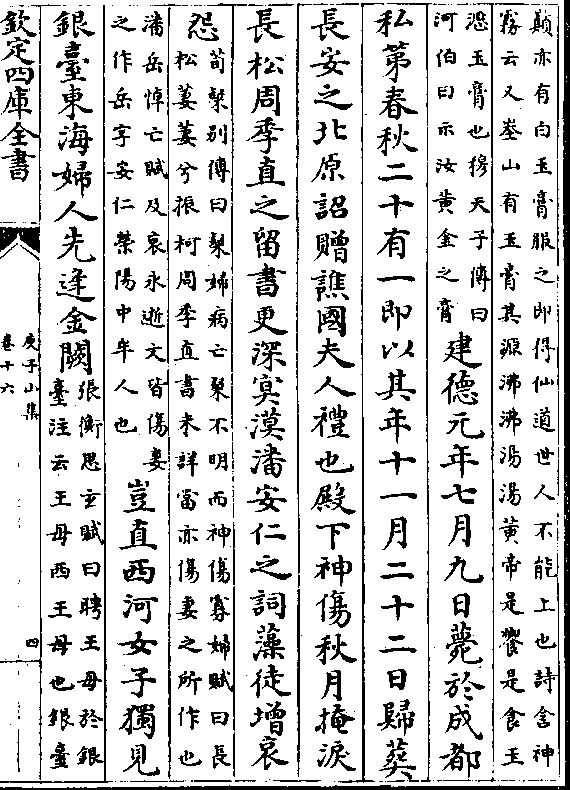 顚亦有白玉膏服之即得仙道世人不能上也詩含神
霧云又崟山有玉膏其源沸沸湯湯黄帝是饗是食玉
恐玉膏也穆天子傳曰
河伯曰示汝黄金之膏
建德元年七月九日薨於成都
私第春秋二十有一即以其年十一月二十二日歸葬
長安之北原詔贈譙國夫人禮也殿下神傷秋月掩淚
長松周季直之留書更深寞漠潘安仁之詞藻徒增哀
怨
荀粲别傳曰粲婦病亡粲不明而神傷寡婦賦曰長
松萋萋兮振柯周季直書未詳當亦傷妻之所作也
潘岳悼亡賦及哀永逝文皆傷妻
之作岳字安仁滎陽中牟人也
豈直西河女子獨見
銀臺東海婦人先逢金闕
張衡思玄賦曰聘王母於銀
臺注云王母西王母也銀臺
欽定四庫全書
庾子山集
卷十六
四